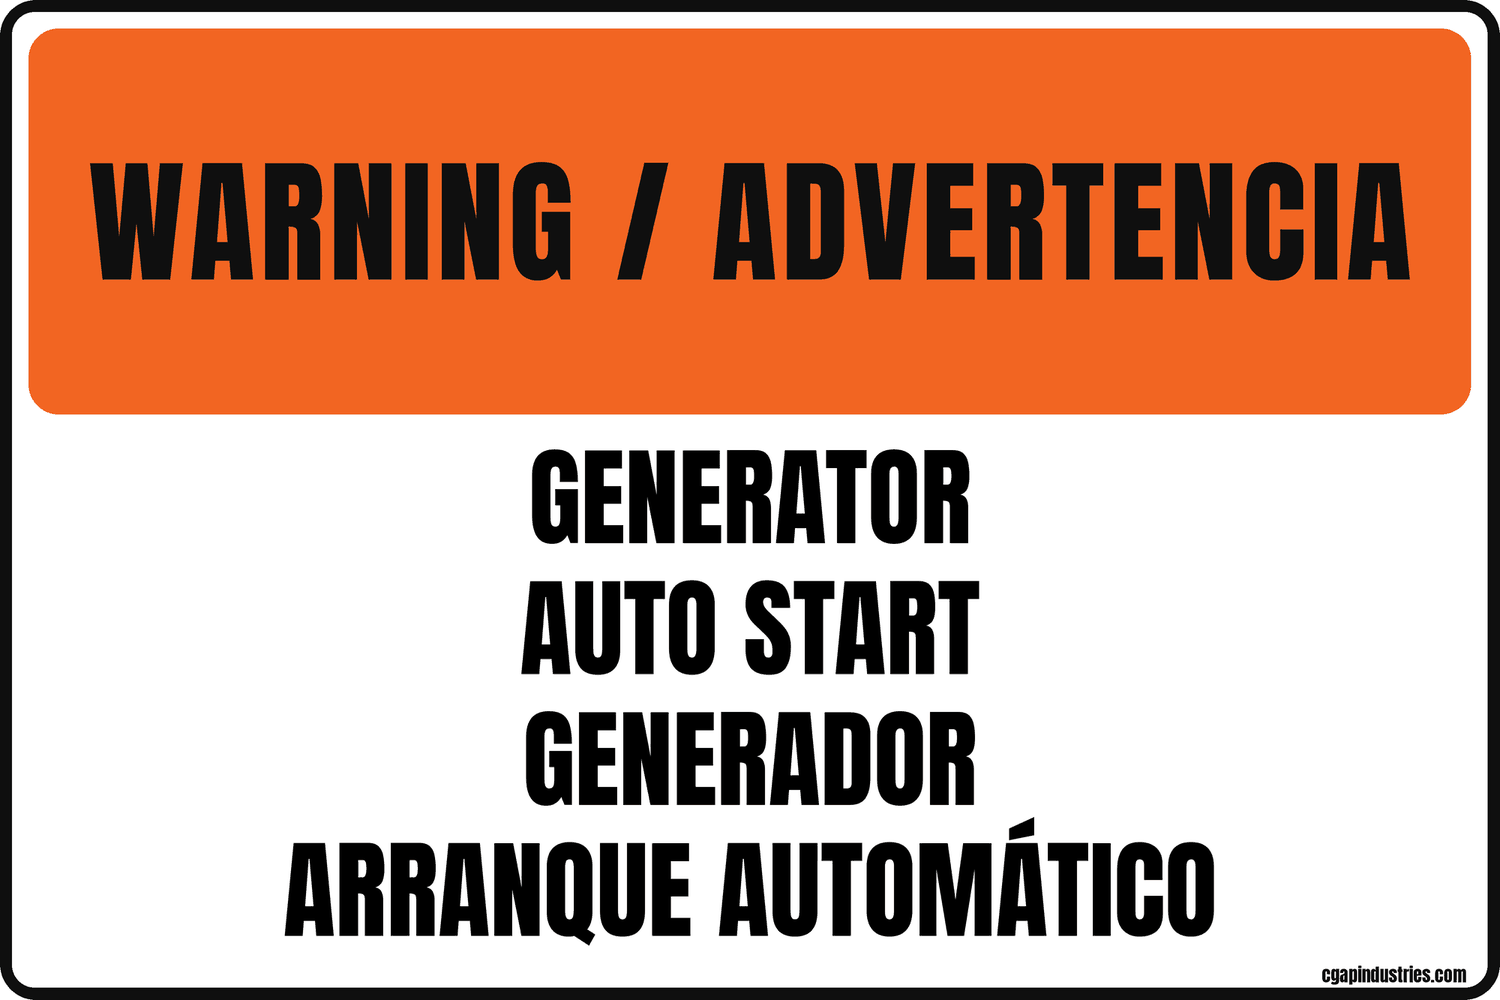 WARNING / ADVERTENCIA
GENERATOR
AUTO START
GENERADOR
ARRANQUE AUTOMÁTICO
cgapindustries.com